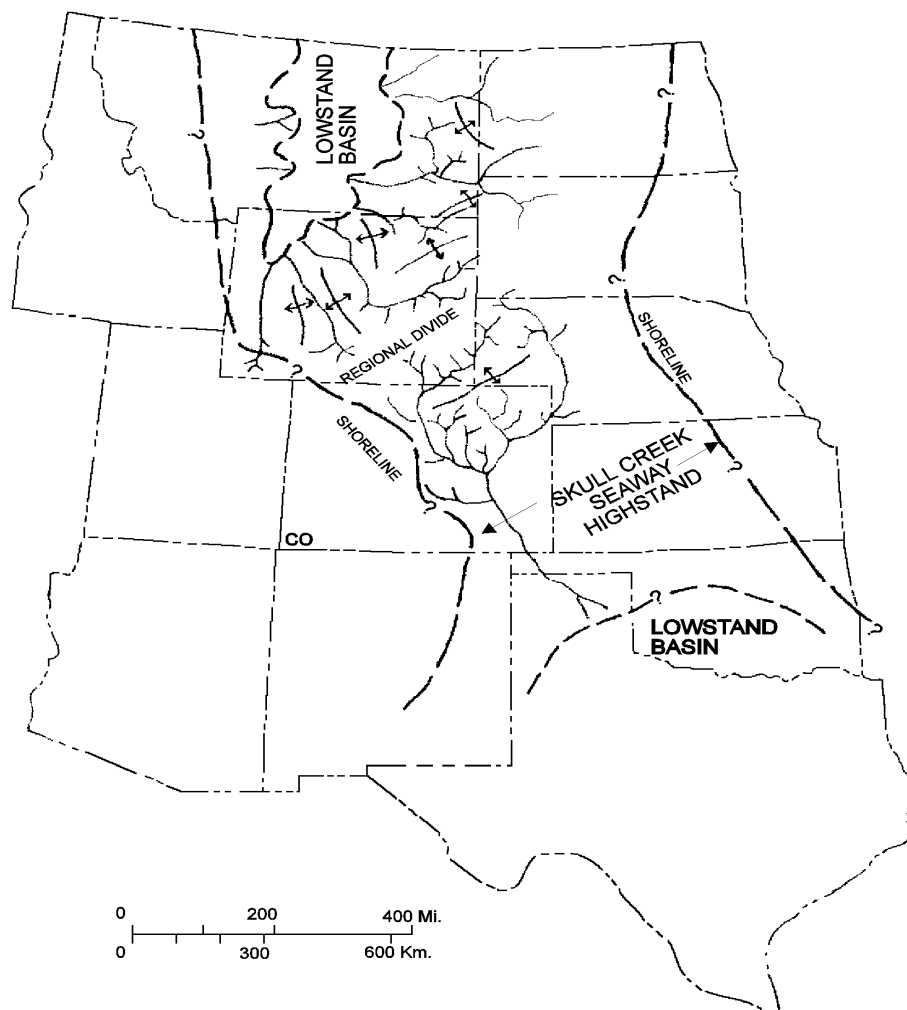 LOWSTAND
BASIN
?
?
?
REGIONAL DIVIDE
SHORELINE
?
?
SHORELINE
?
SKULL CREEK
SEAWAY
HIGHSTAND
?
CO
?
LOWSTAND
BASIN
?
0 200 400 Mi.
0 300 600 Km.